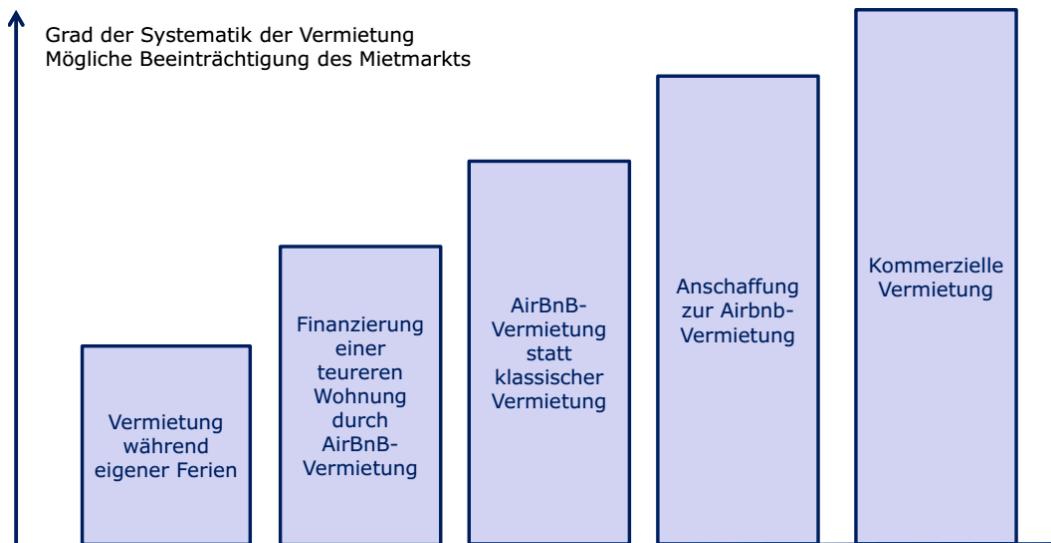 Grad der Systematik der Vermietung
Mögliche Beeinträchtigung des Mietmarkts
Vermietung
während
eigener Ferien
Finanzierung
einer
teureren
Wohnung
durch
AirBnB-
Vermietung
AirBnB-
Vermietung
statt
klassischer
Vermietung
Anschaffung
zur Airbnb-
Vermietung
Kommerzielle
Vermietung